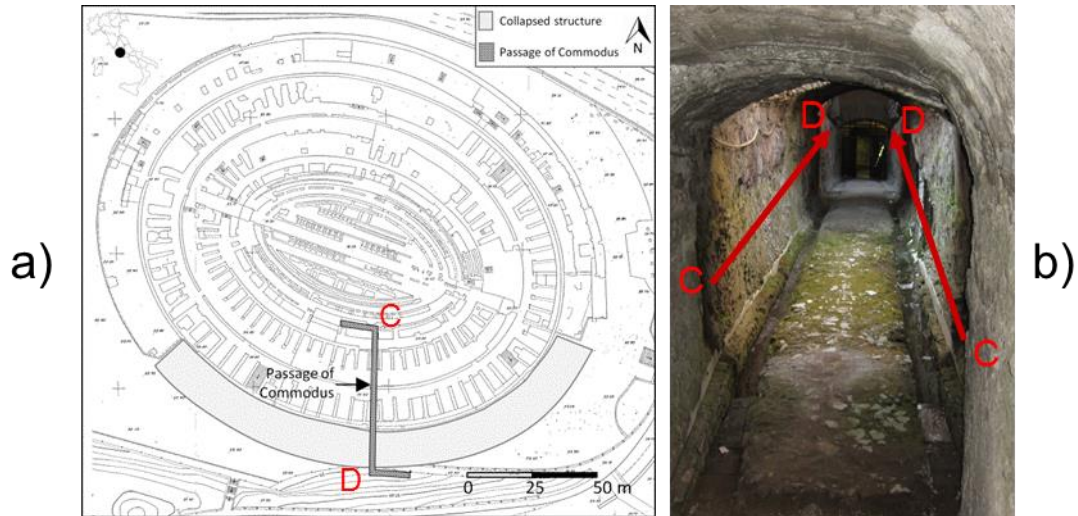 a)
Collapsed structure
Passage of Commodus
N
C
Passage of
Commodus
D
0 25 50 m
D D
C
C
b)